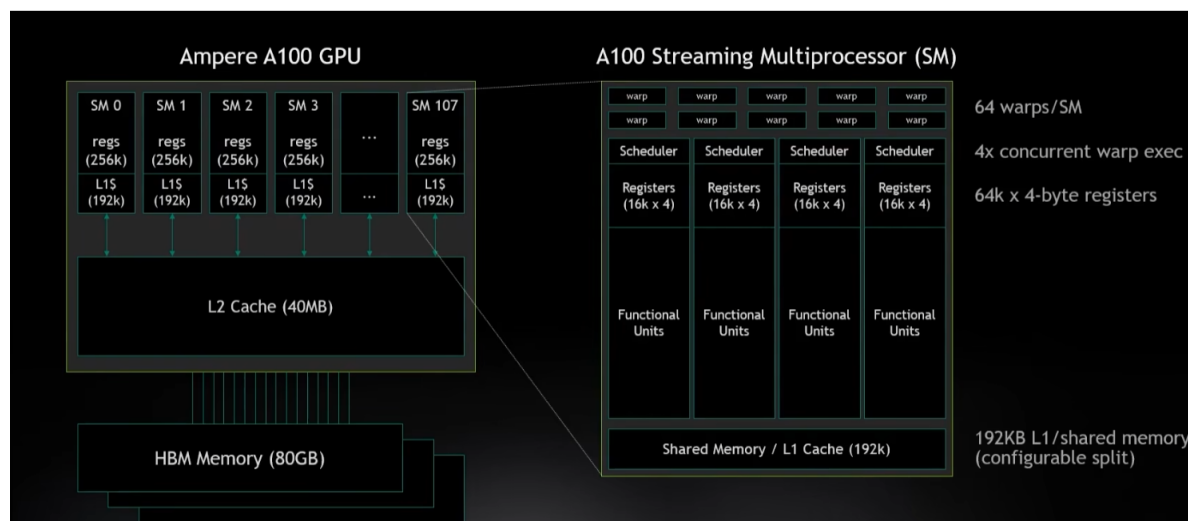 Ampere A100 GPU
SM 0
regs
(256k)
L1$
(192k)
SM 1
regs
(256k)
L1$
(192k)
SM 2
regs
(256k)
L1$
(192k)
SM 3
regs
(256k)
L1$
(192k)
...
...
SM 107
regs
(256k)
L1$
(192k)
L2 Cache (40MB)
HBM Memory (80GB)
A100 Streaming Multiprocessor (SM)
warp warp warp warp warp
warp warp warp warp warp
64 warps/SM
Scheduler Scheduler Scheduler Scheduler
4x concurrent warp exec
Registers Registers Registers Registers
(16k x 4) (16k x 4) (16k x 4) (16k x 4)
64k x 4-byte registers
Functional Functional Functional Functional
Units Units Units Units
Shared Memory / L1 Cache (192k)
192KB L1/shared memory
(configurable split)